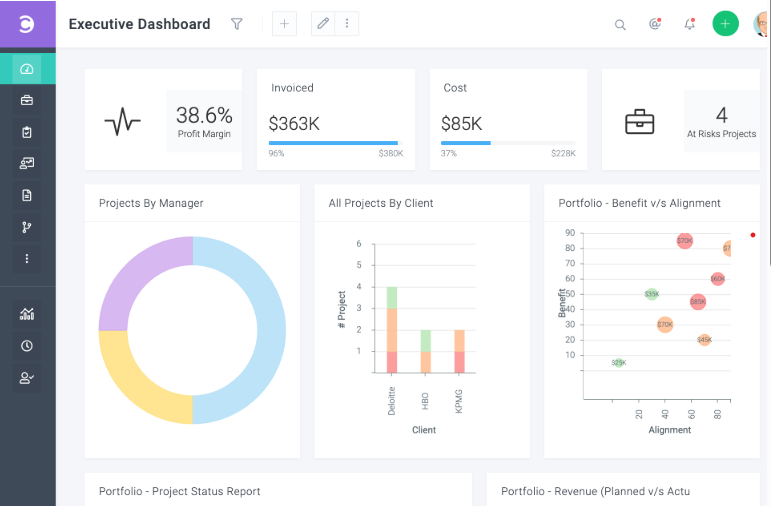 Executive Dashboard
38.6%
Profit Margin
Invoiced
$363K
96%
$380K
Cost
$85K
37%
$228K
4
At Risks Projects
Projects By Manager
All Projects By Client
# Project
6
5
4
3
2
1
Deloitte
HBO
KPMG
Client
Portfolio - Benefit v/s Alignment
Benefit
90
80
70
60
50
40
30
20
10
$70K
$60K
$35K
$85K
$70K
$45K
$25K
20
40
60
80
Alignment
Portfolio - Project Status Report
Portfolio - Revenue (Planned v/s Actu